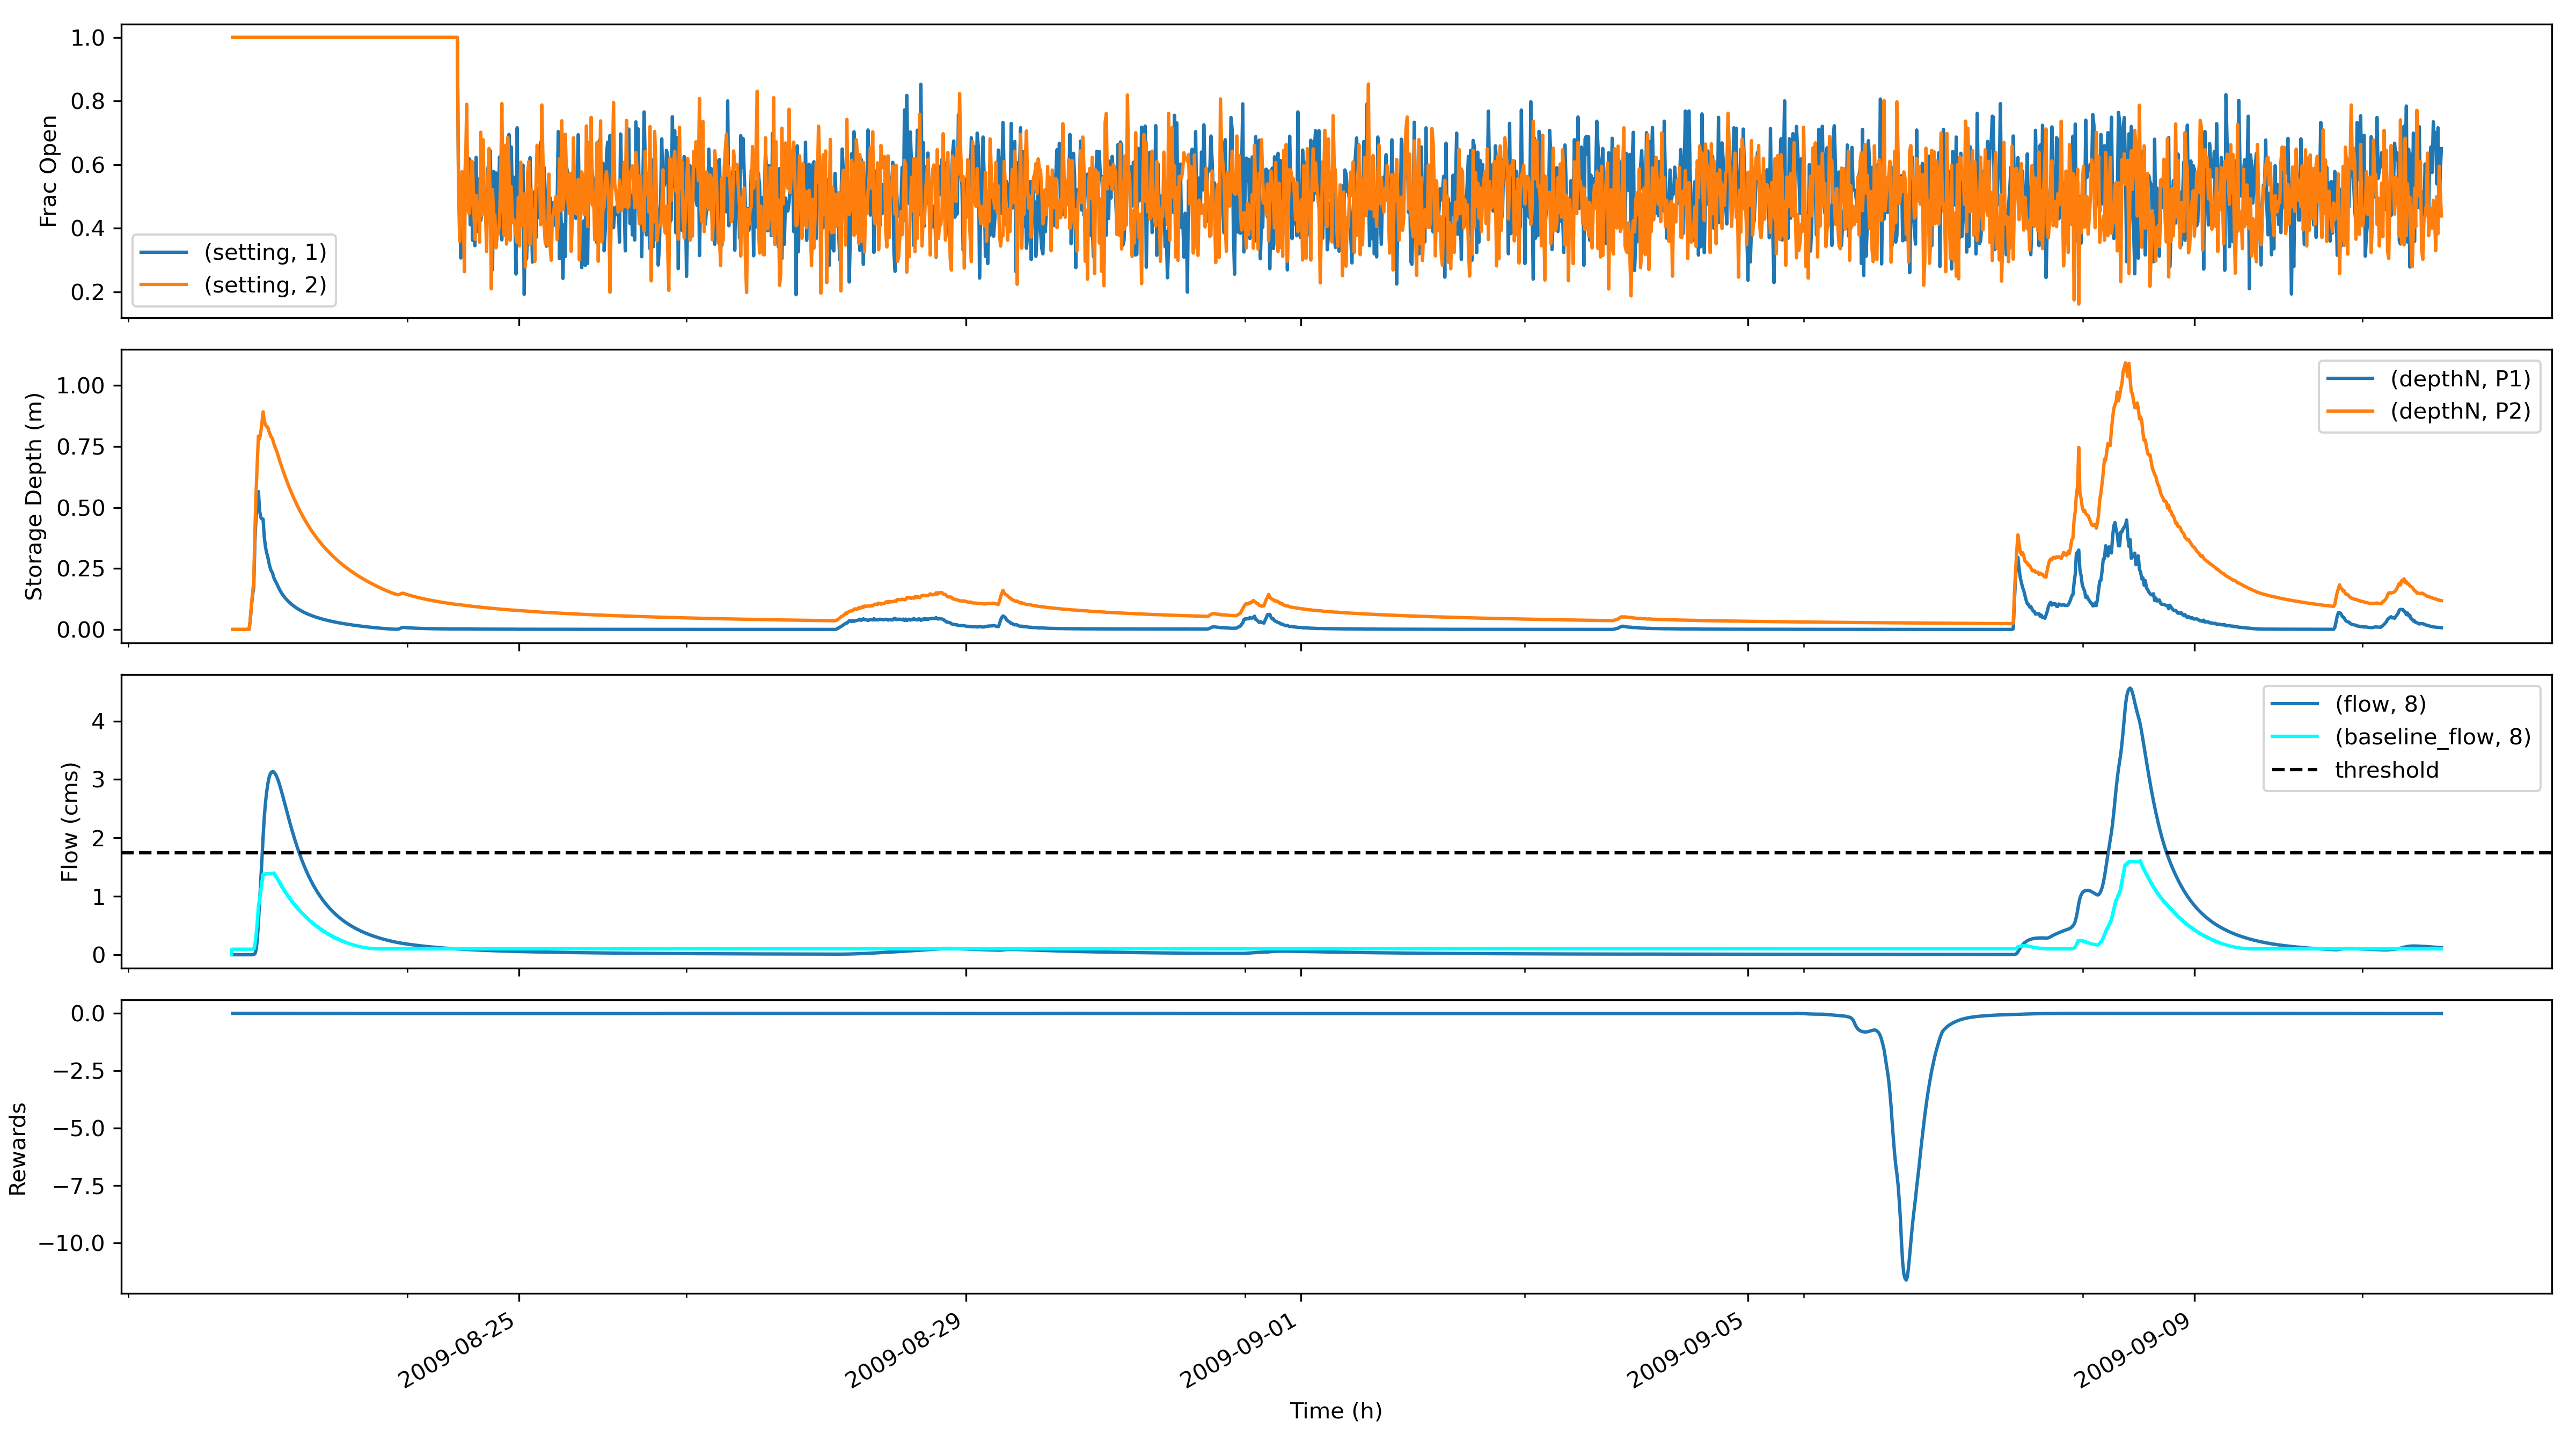 1.0
0.8
0.6
0.4
0.2
Frac Open
(setting, 1)
(setting, 2)
1.00
0.75
0.50
0.25
0.00
Storage Depth (m)
(depthN, P1)
(depthN, P2)
4
3
2
1
0
Flow (cms)
(flow, 8)
(baseline_flow, 8)
threshold
0.0
−2.5
−5.0
−7.5
−10.0
Rewards
2009-08-25
2009-08-29
2009-09-01
2009-09-05
2009-09-09
Time (h)